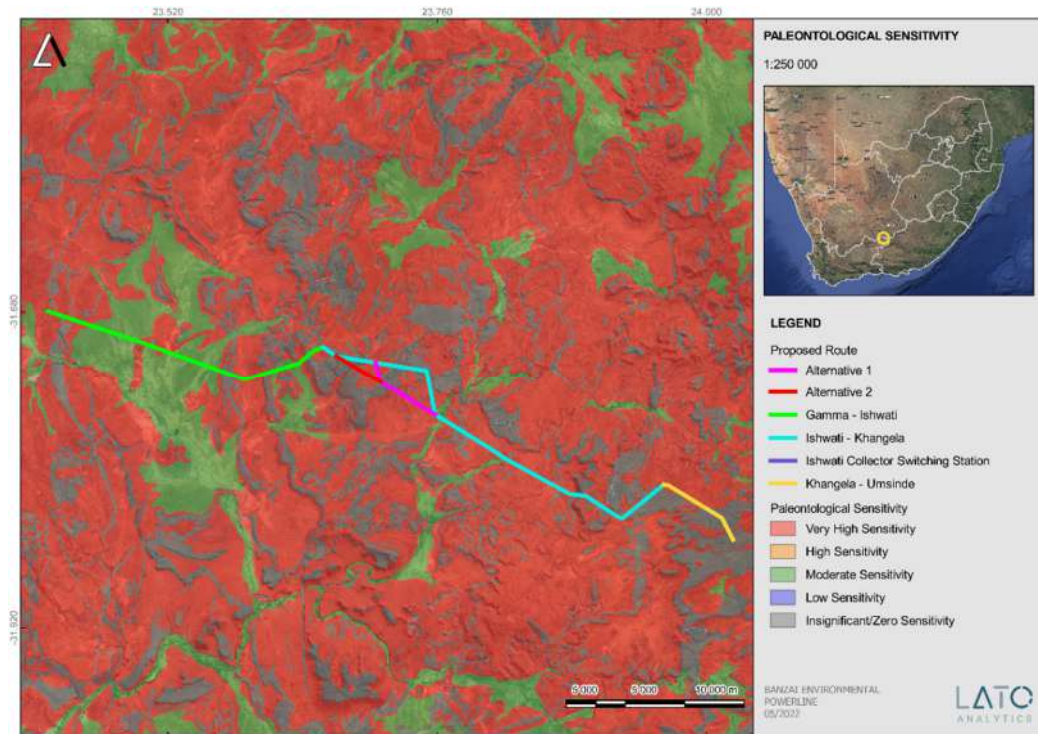 23.520 23.760 24.000
-31.680
-31.920
5 000 5 000 10 000 m
PALEONTOLOGICAL SENSITIVITY
1:250 000
LEGEND
Proposed Route
Alternative 1
Alternative 2
Gamma - Ishwati
Ishwati - Khangela
Ishwati Collector Switching Station
Khangela - Umsinde
Paleontological Sensitivity
Very High Sensitivity
High Sensitivity
Moderate Sensitivity
Low Sensitivity
Insignificant/Zero Sensitivity
BANZAI ENVIRONMENTAL
POWERLINE
05/2022
LATO
ANALYTICS